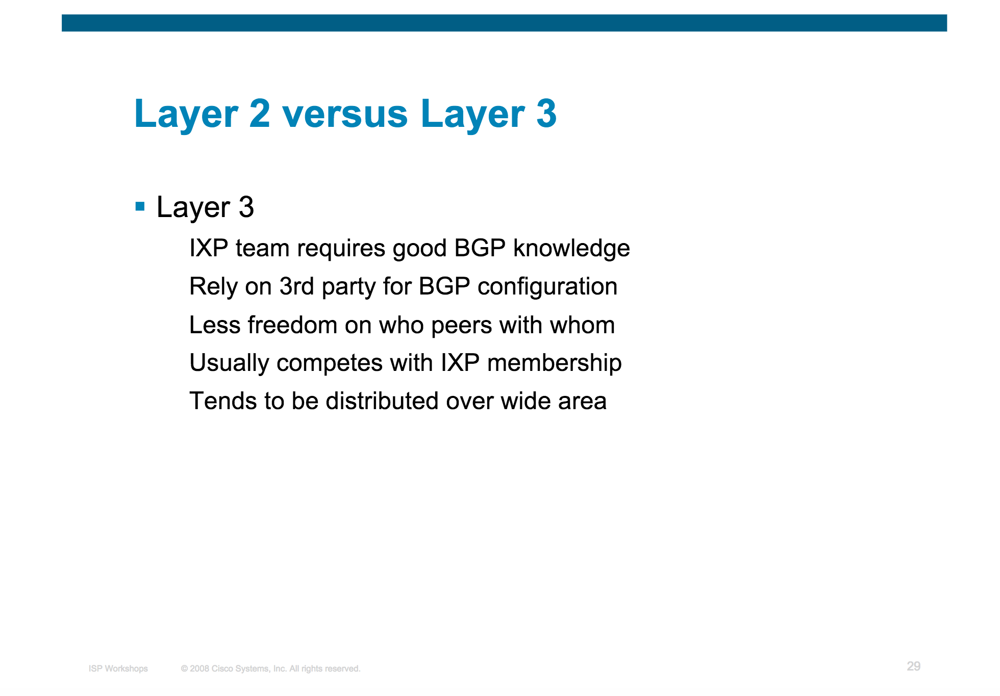 Layer 2 versus Layer 3
▪ Layer 3
IXP team requires good BGP knowledge
Rely on 3rd party for BGP configuration
Less freedom on who peers with whom
Usually competes with IXP membership
Tends to be distributed over wide area
ISP Workshops © 2008 Cisco Systems, Inc. All rights reserved. 29